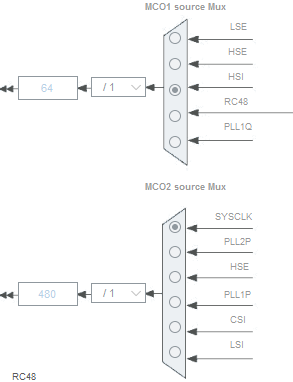 MCO1 source Mux
LSE
HSE
HSI
64
/ 1
RC48
PLL1Q
MCO2 source Mux
SYSCLK
PLL2P
HSE
480
/ 1
PLL1P
CSI
LSI
RC48